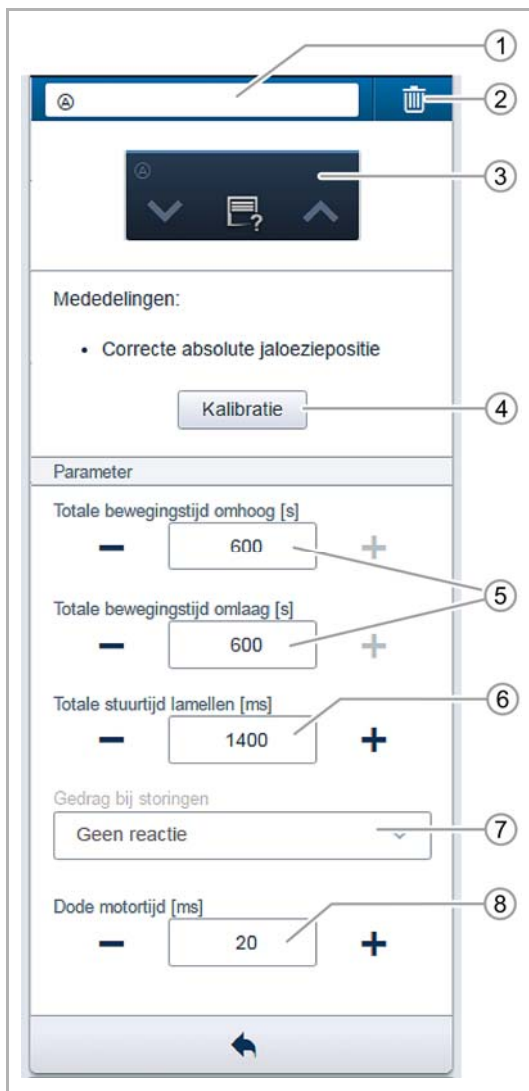 1
Ⓐ
2
Ⓐ
3
?
Mededelingen:
• Correcte absolute jaloeziepositie
Kalibratie
4
Parameter
Totale bewegingstijd omhoog [s]
− 600 +
5
Totale bewegingstijd omlaag [s]
− 600 +
Totale stuurtijd lamellen [ms]
6
− 1400 +
Gedrag bij storingen
Geen reactie
7
Dode motortijd [ms]
8
− 20 +